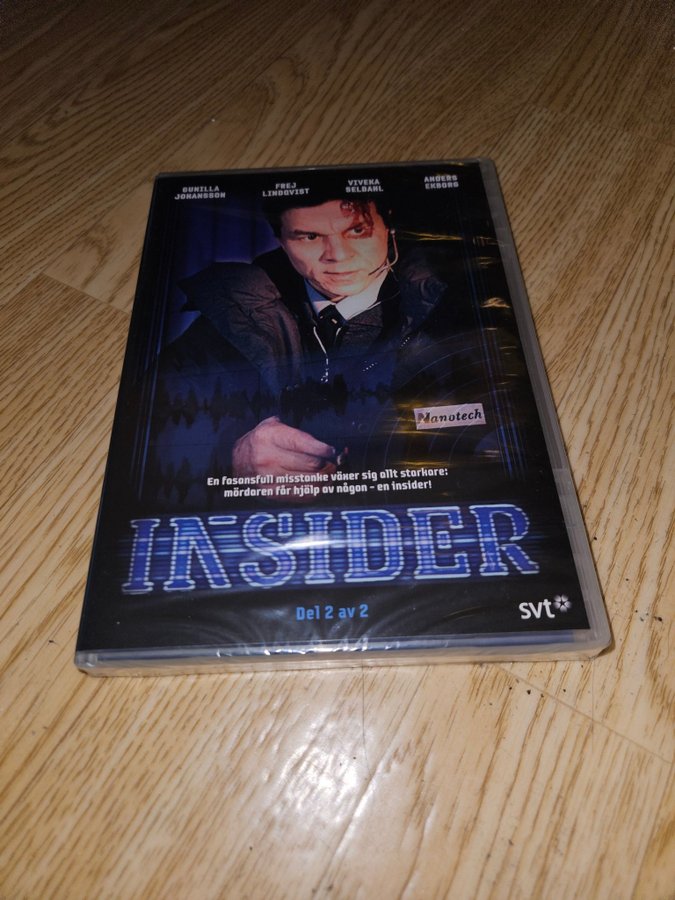 GUNILLA
JOHANSSON
FREJ
LINDQVIST
VIVEKA
SELDAHL
ANDERS
EKBORG
Nanotech
En fasansfull misstanke växer sig allt starkare:
mördaren får hjälp av någon - en insider!
INSIDER
Del 2 av 2
svt